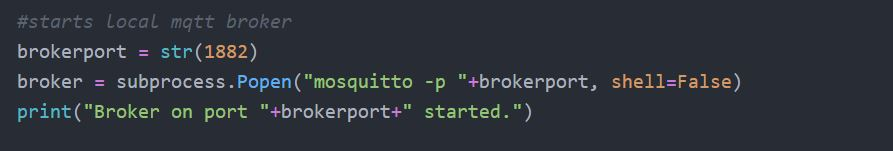 #starts local mqtt broker
brokerport = str(1882)
broker = subprocess.Popen("mosquitto -p "+brokerport, shell=False)
print("Broker on port "+brokerport+" started.")